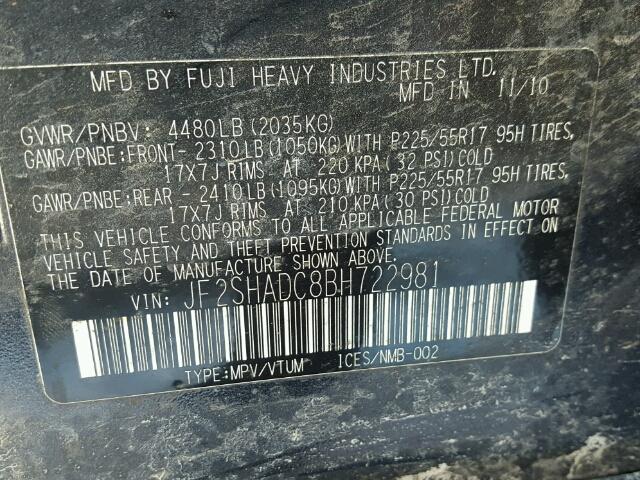 MFD BY FUJI HEAVY INDUSTRIES LTD.
MFD IN 11/10
GVWR/PNBV: 4480LB(2035KG)
GAWR/PNBE:FRONT- 2310LB(1050KG)WITH P225/55R17 95H TIRES,
17X7J RIMS AT 220 KPA(32 PSI)COLD
GAWR/PNBE:REAR - 2410LB(1095KG)WITH P225/55R17 95H TIRES,
17X7J RIMS AT 210 KPA(30 PSI)COLD
THIS VEHICLE CONFORMS TO ALL APPLICABLE FEDERAL MOTOR
VEHICLE SAFETY AND THEFT PREVENTION STANDARDS IN EFFECT ON
THE DATE OF MANUFACTURE SHOWN ABOVE.
VIN: JF2SHADC8BH722981
TYPE:MPV/VTUM ICES/NMB-002